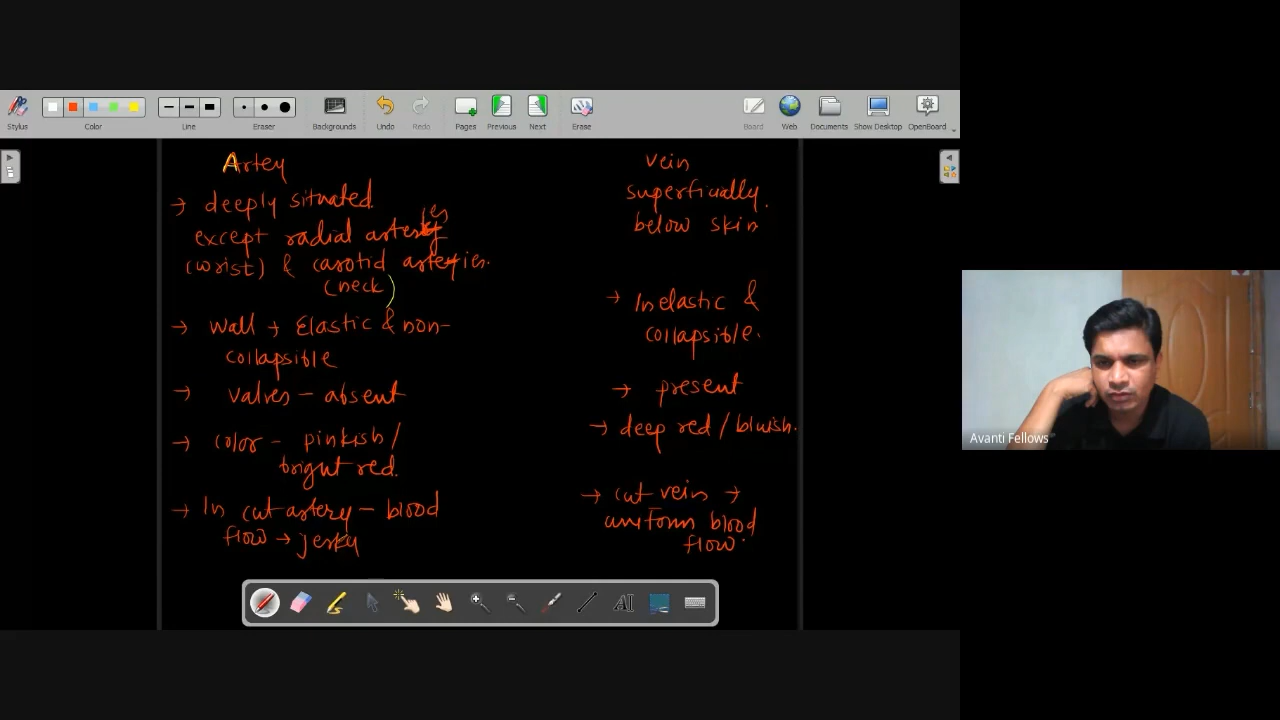 Stylus
Color
Line
Eraser
Backgrounds
Undo
Redo
Pages
Previous
Next
Erase
Board
Web
Documents
Show Desktop
OpenBoard
Artey
→ deeply situated.
except radial arteries
(wrist) & carotid arteries.
(neck)
→ wall → Elastic & non-
collapsible
→ valves - absent
→ color - pinkish /
bright red.
→ In cut artery - blood
flow → jerky
vein
superficially.
below skin
→ Inelastic &
collapsible.
→ present
→ deep red / bluish.
→ cut vein →
uniform blood
flow.
AI
Avanti Fellows